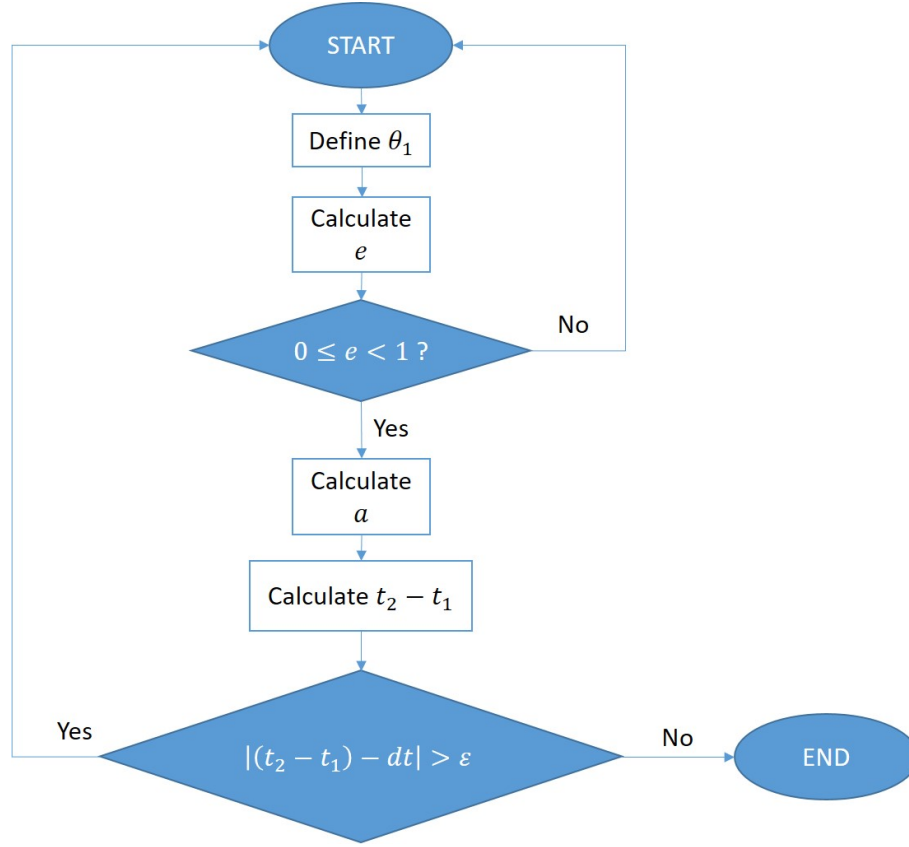 START
Define θ₁
Calculate
e
0 ≤ e < 1 ?
No
Yes
Calculate
a
Calculate t₂ − t₁
Yes
|(t₂ − t₁) − dt| > ε
No
END